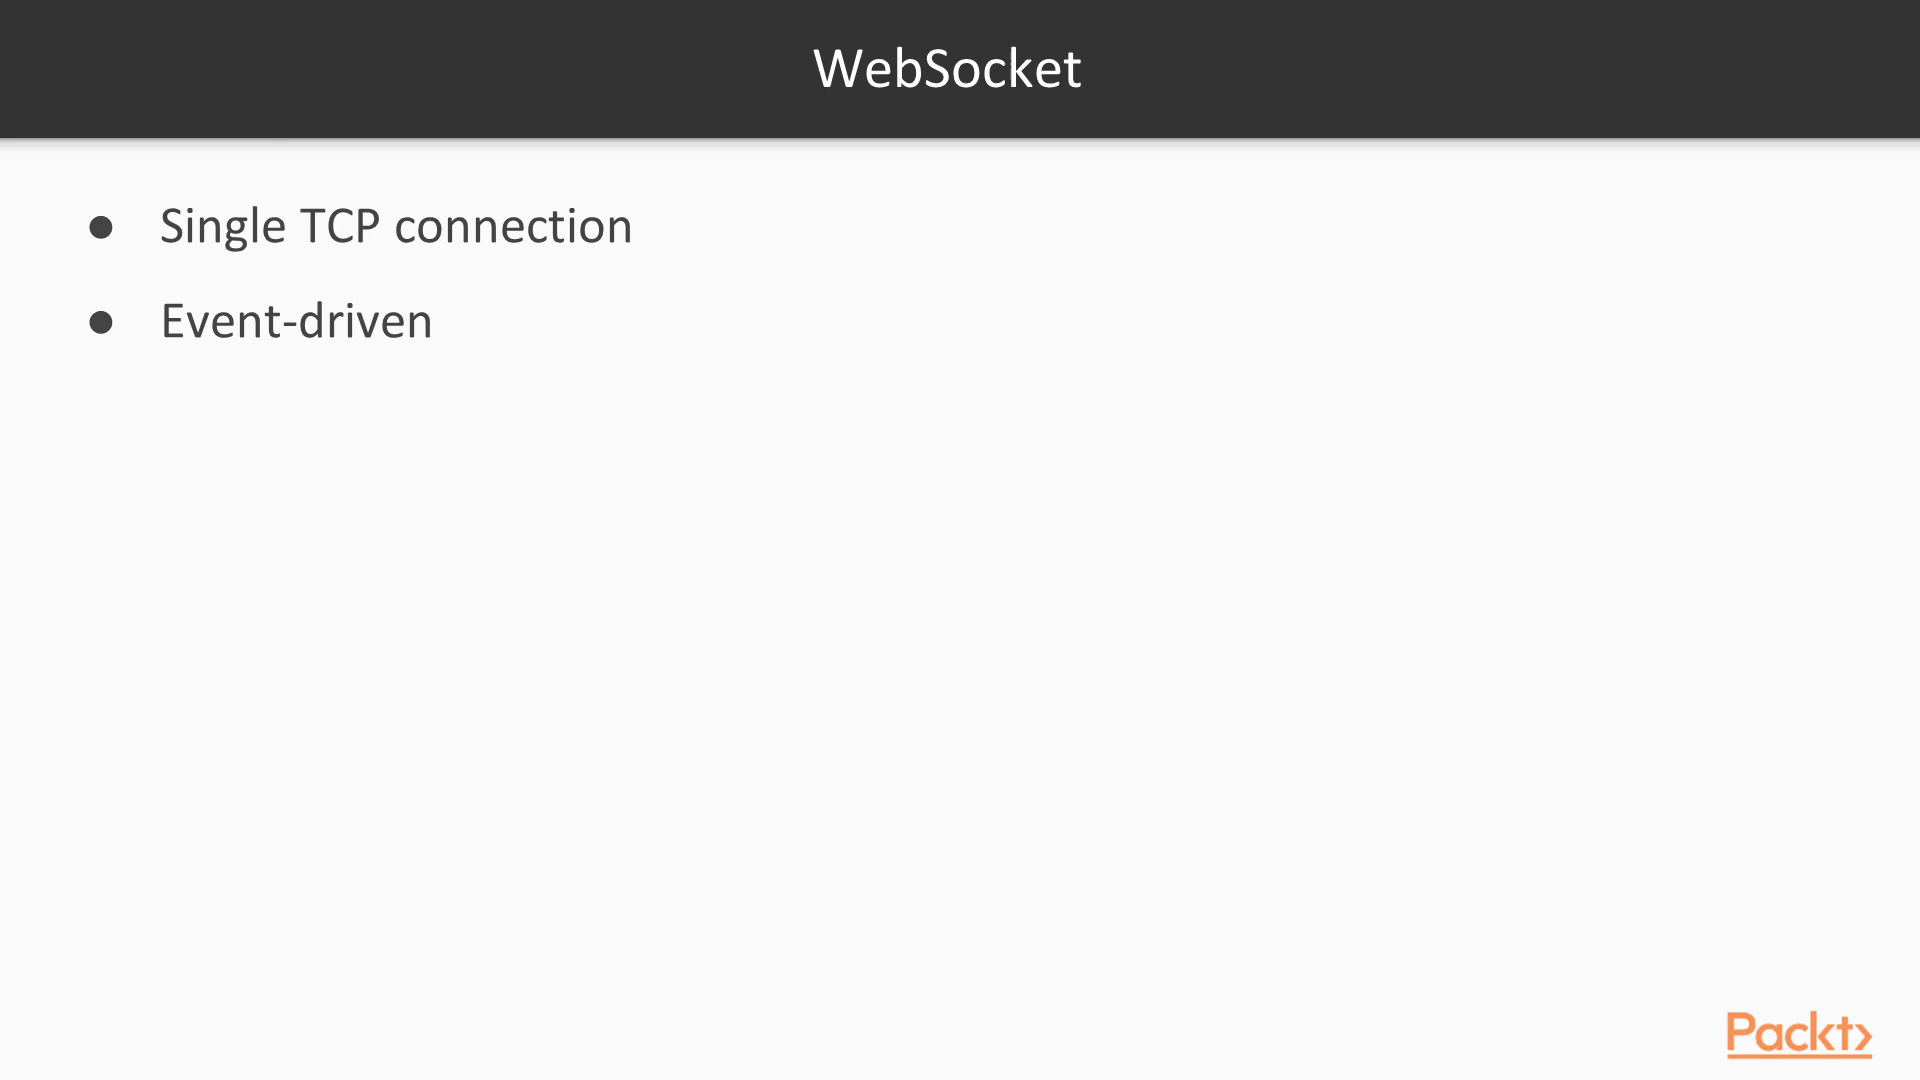 WebSocket
● Single TCP connection
● Event-driven
Packt>